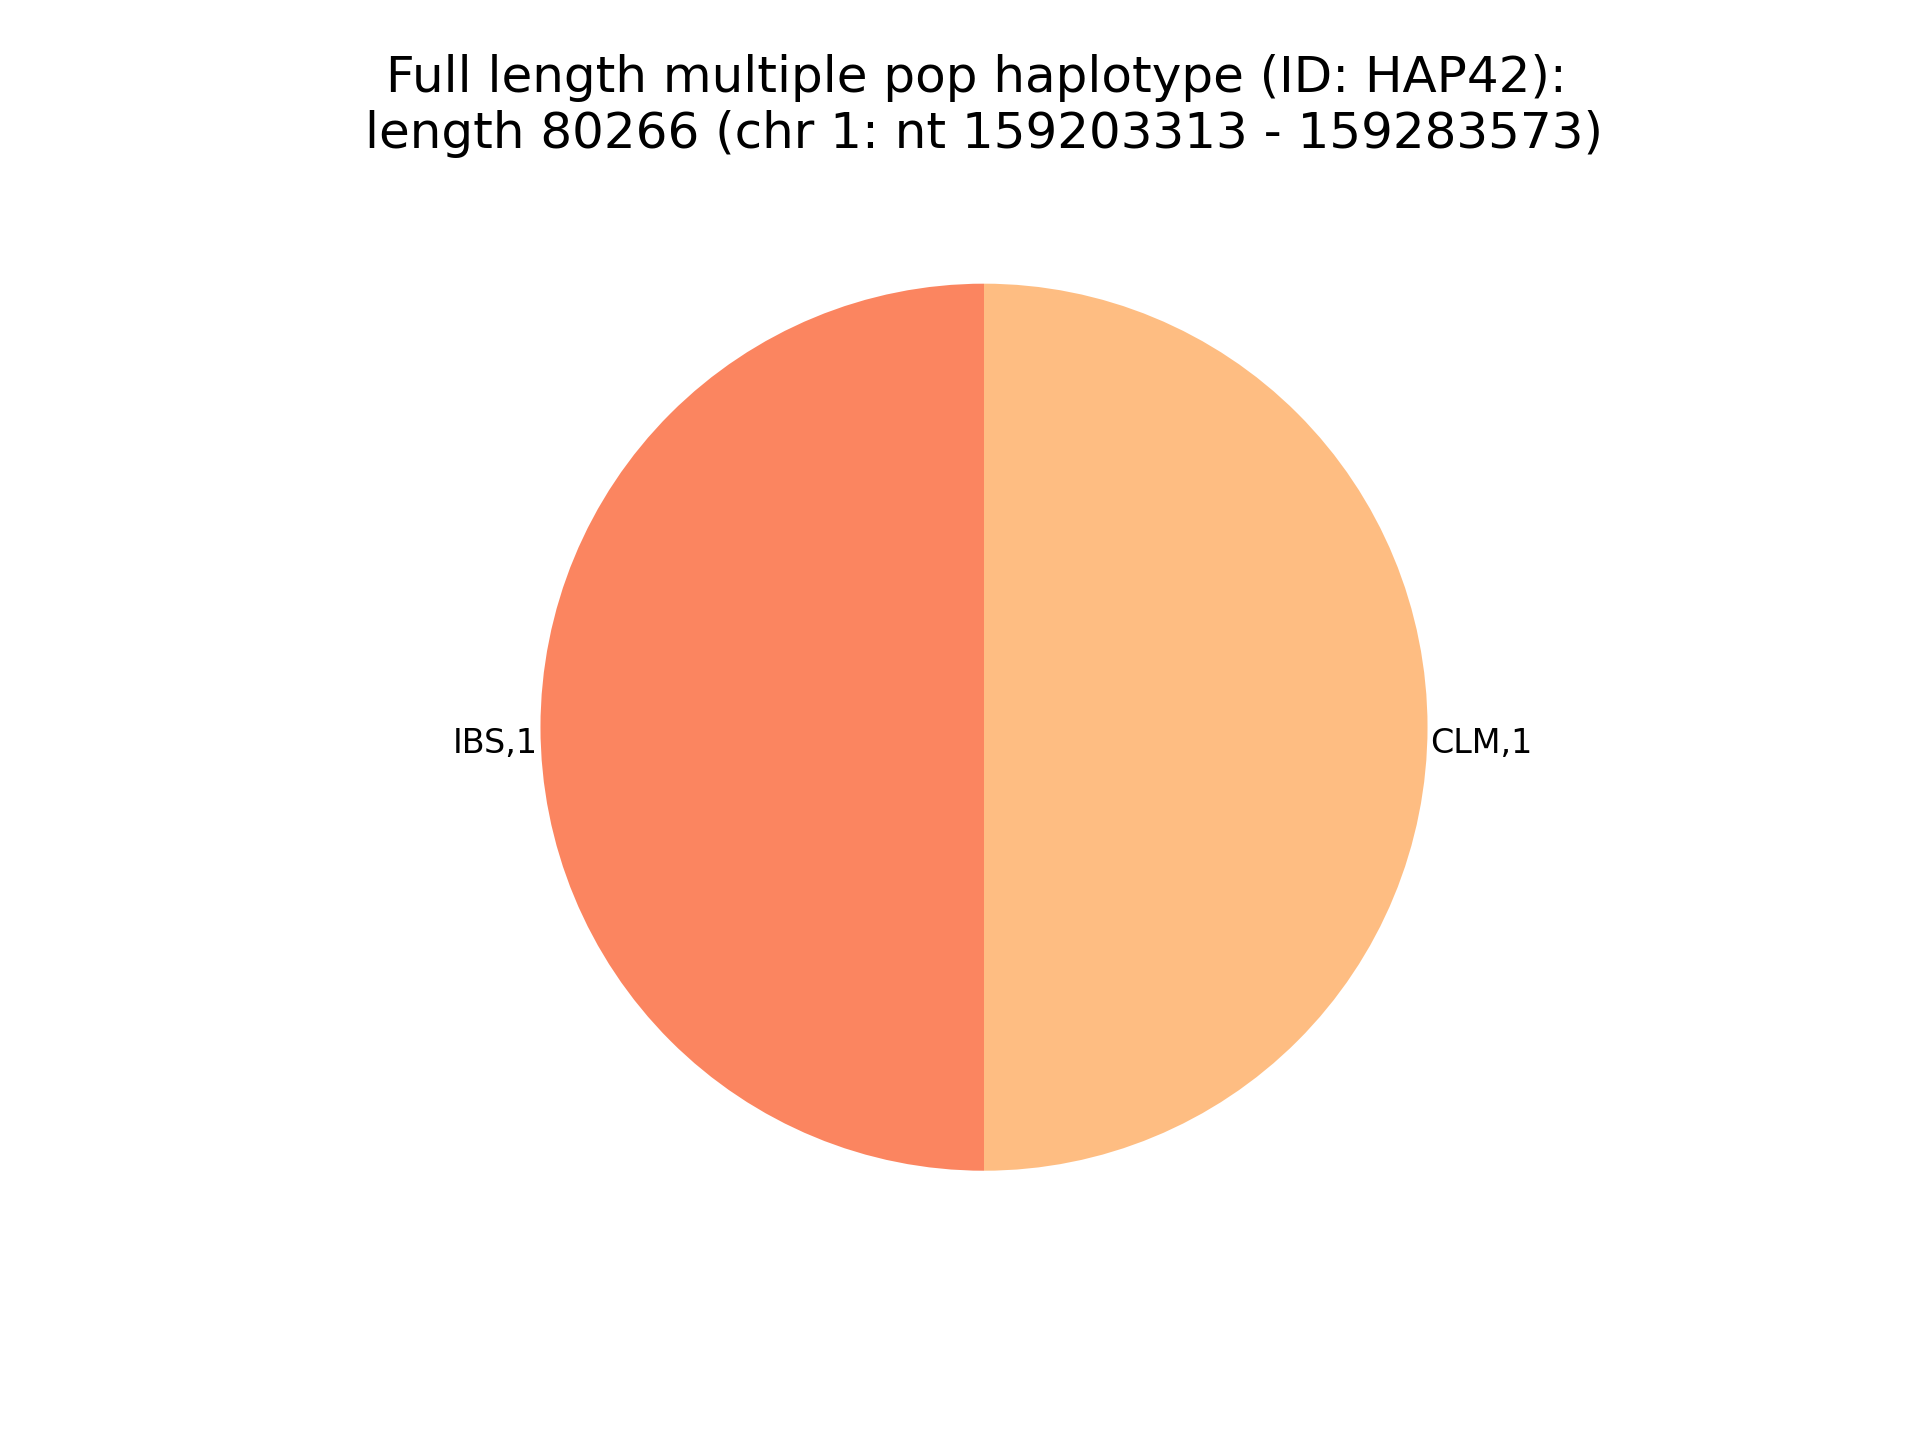 Full length multiple pop haplotype (ID: HAP42):
length 80266 (chr 1: nt 159203313 - 159283573)
IBS,1
CLM,1